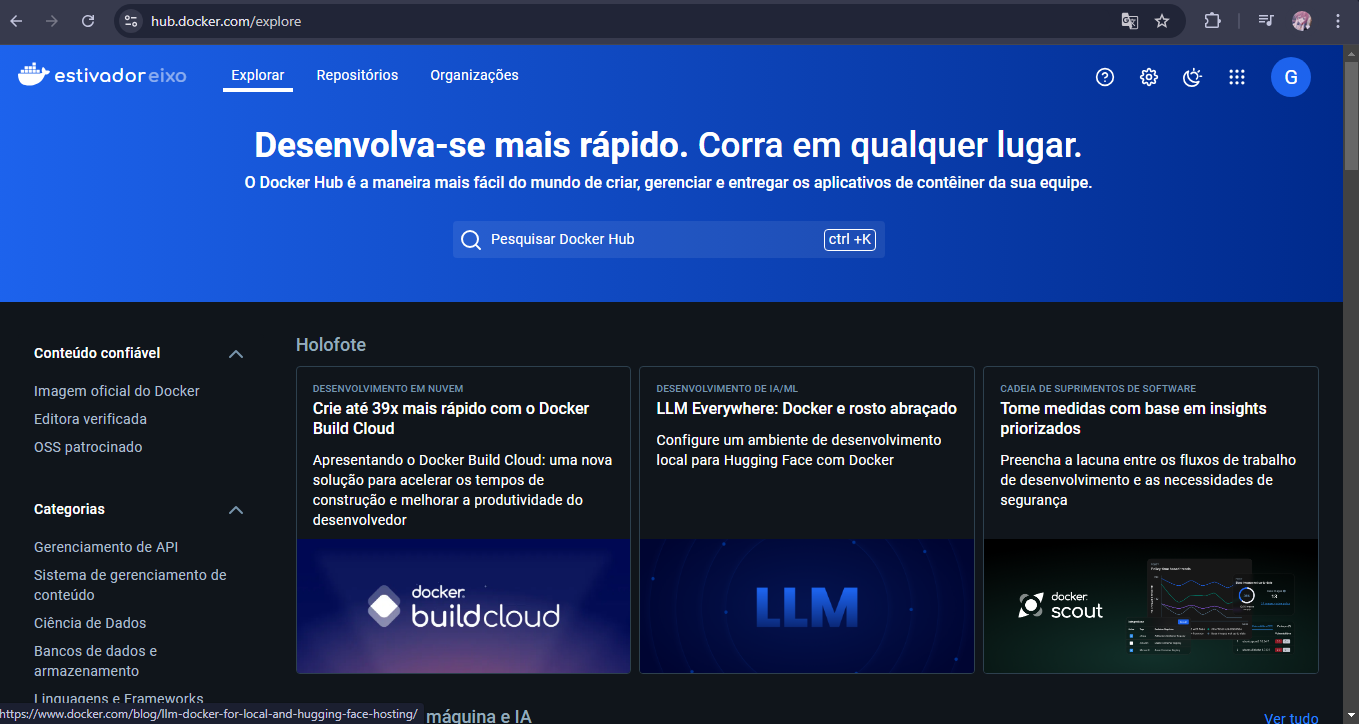 hub.docker.com/explore
estivador eixo
Explorar
Repositórios
Organizações
G
Desenvolva-se mais rápido. Corra em qualquer lugar.
O Docker Hub é a maneira mais fácil do mundo de criar, gerenciar e entregar os aplicativos de contêiner da sua equipe.
Pesquisar Docker Hub
ctrl +K
Conteúdo confiável
Imagem oficial do Docker
Editora verificada
OSS patrocinado
Categorias
Gerenciamento de API
Sistema de gerenciamento de
conteúdo
Ciência de Dados
Bancos de dados e
armazenamento
Linguagens e Frameworks
Holofote
DESENVOLVIMENTO EM NUVEM
Crie até 39x mais rápido com o Docker
Build Cloud
Apresentando o Docker Build Cloud: uma nova
solução para acelerar os tempos de
construção e melhorar a produtividade do
desenvolvedor
docker.
buildcloud
DESENVOLVIMENTO DE IA/ML
LLM Everywhere: Docker e rosto abraçado
Configure um ambiente de desenvolvimento
local para Hugging Face com Docker
LLM
CADEIA DE SUPRIMENTOS DE SOFTWARE
Tome medidas com base em insights
priorizados
Preencha a lacuna entre os fluxos de trabalho
de desenvolvimento e as necessidades de
segurança
docker.
scout
https://www.docker.com/blog/llm-docker-for-local-and-hugging-face-hosting/
máquina e IA
Ver tudo